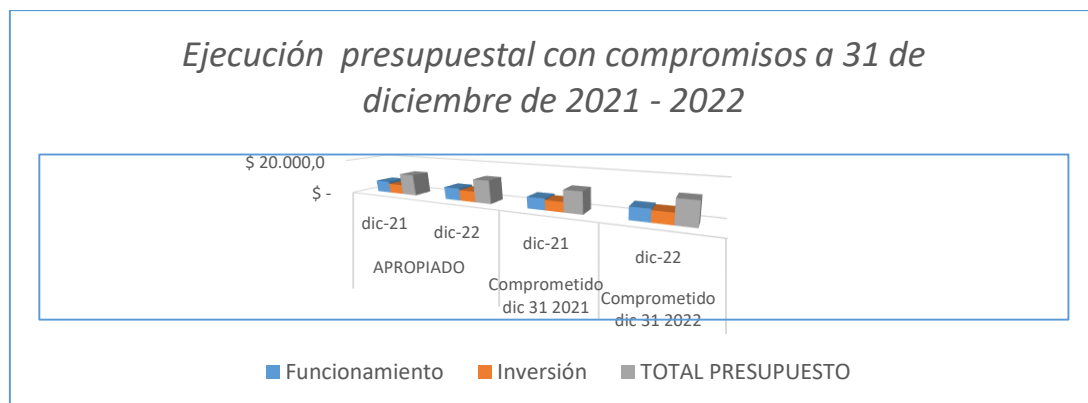 Ejecución presupuestal con compromisos a 31 de
diciembre de 2021 - 2022
$ 20.000,0
$ -
dic-21
dic-22
dic-21
dic-22
APROPIADO
Comprometido
dic 31 2021
Comprometido
dic 31 2022
Funcionamiento
Inversión
TOTAL PRESUPUESTO